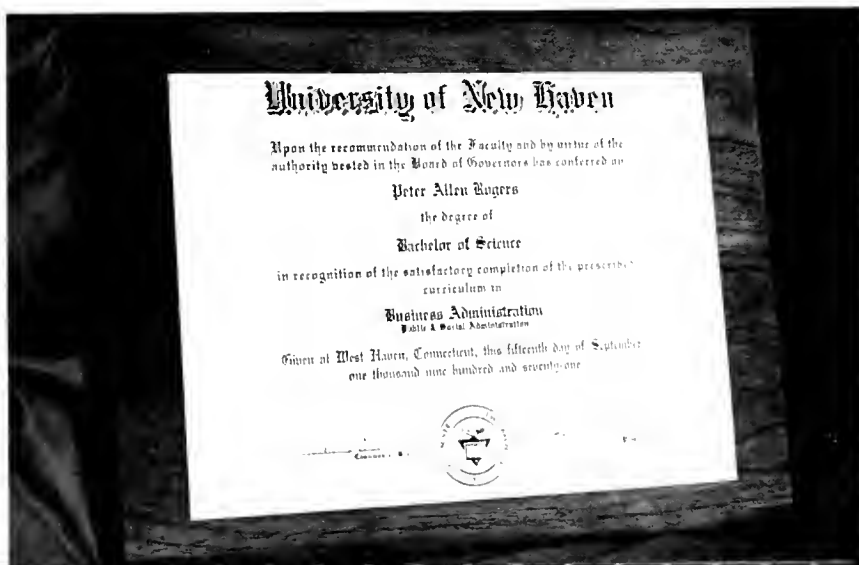 University of New Haven
Upon the recommendation of the Faculty and by virtue of the
authority vested in the Board of Governors has conferred on
Peter Allen Rogers
the degree of
Bachelor of Science
in recognition of the satisfactory completion of the prescribed
curriculum in
Business Administration
Public & Social Administration
Given at West Haven, Connecticut, this fifteenth day of September
one thousand nine hundred and seventy-one